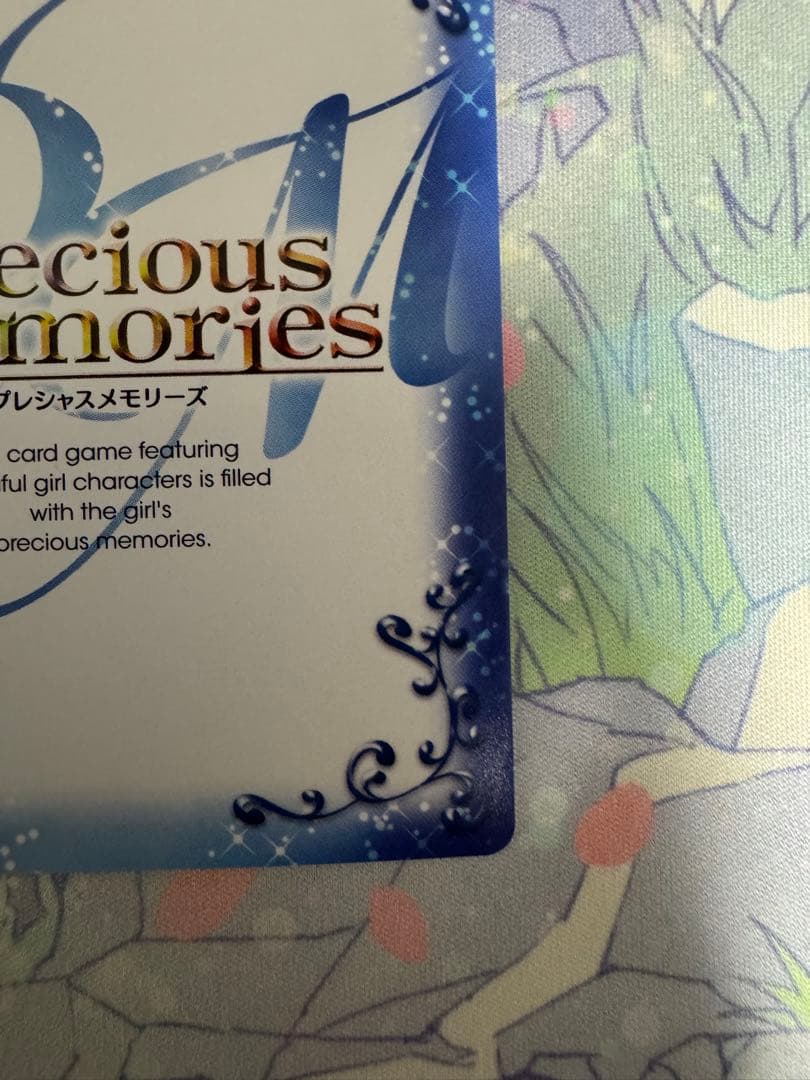 ecious
mories
プレシャスメモリーズ
card game featuring
ful girl characters is filled
with the girl's
precious memories.